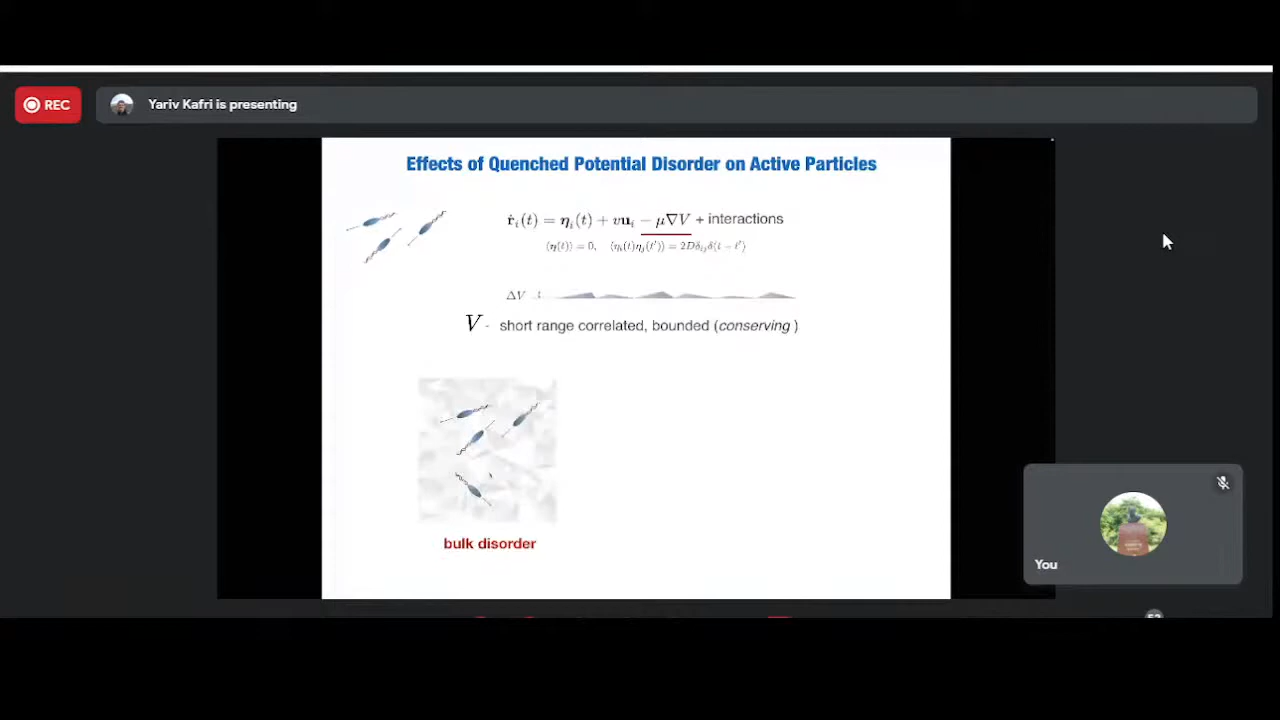 REC
Yariv Kafri is presenting
Effects of Quenched Potential Disorder on Active Particles
ṙᵢ(t) = ηᵢ(t) + vuᵢ − μ∇V + interactions
⟨η(t)⟩ = 0, ⟨ηᵢ(t)ηⱼ(t′)⟩ = 2Dδᵢⱼδ(t − t′)
ΔV
V - short range correlated, bounded (conserving )
bulk disorder
You